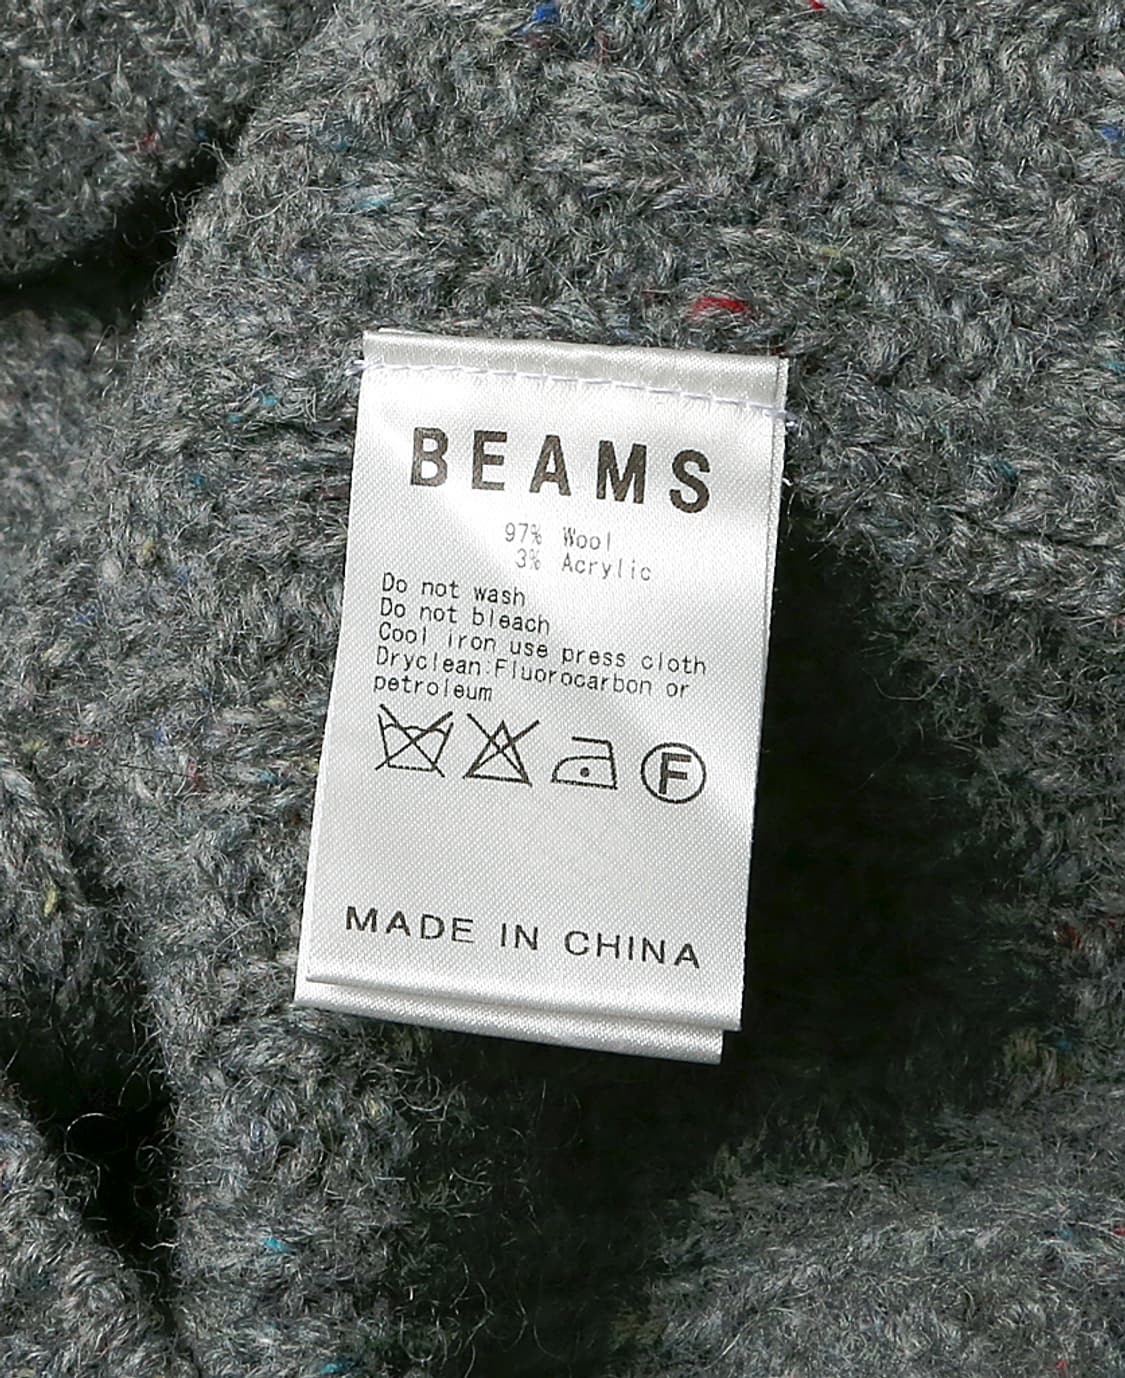 BEAMS
97% Wool
3% Acrylic
Do not wash
Do not bleach
Cool iron use press cloth
Dryclean:Fluorocarbon or
petroleum
F
MADE IN CHINA